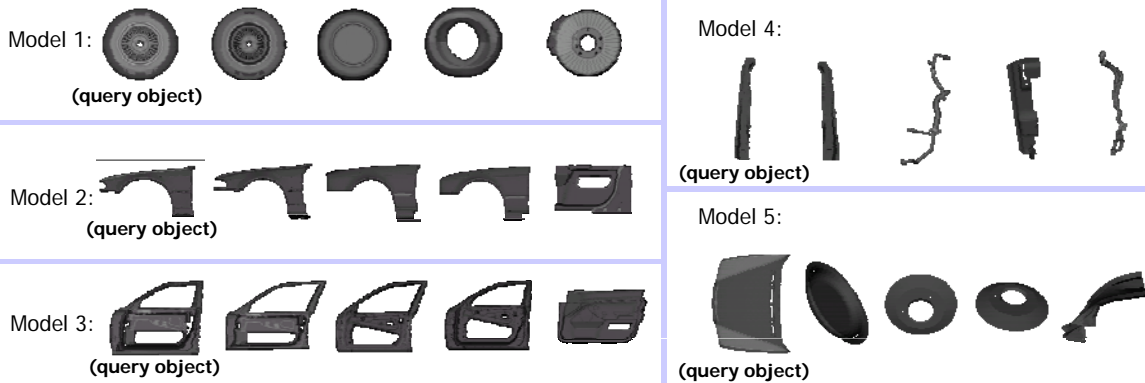 Model 1:
(query object)
Model 2:
(query object)
Model 3:
(query object)
Model 4:
(query object)
Model 5:
(query object)